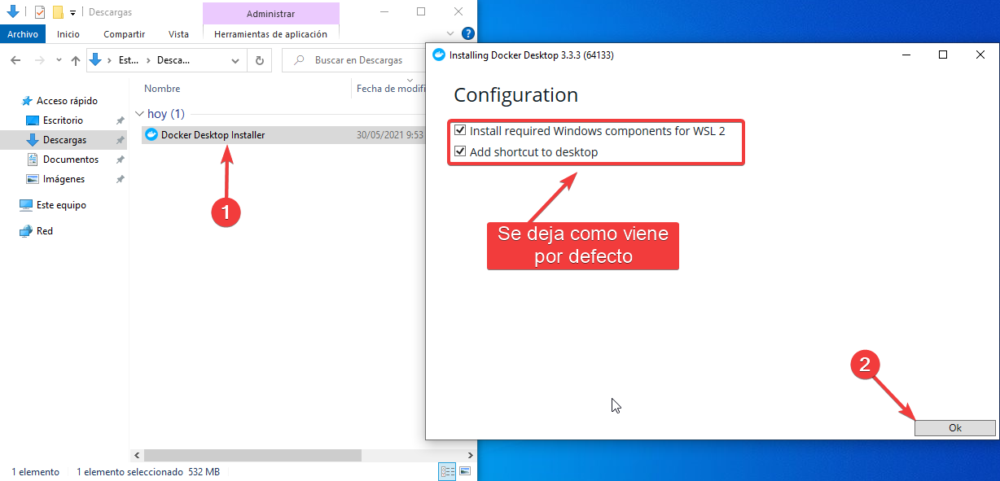 Descargas
Administrar
Archivo
Inicio
Compartir
Vista
Herramientas de aplicación
?
Est...
Desca...
Buscar en Descargas
Nombre
Fecha de modifi
Acceso rápido
Escritorio
Descargas
Documentos
Imágenes
Este equipo
Red
hoy (1)
Docker Desktop Installer
30/05/2021 9:53
1
1 elemento
1 elemento seleccionado 532 MB
Installing Docker Desktop 3.3.3 (64133)
Configuration
Install required Windows components for WSL 2
Add shortcut to desktop
Se deja como viene
por defecto
2
Ok